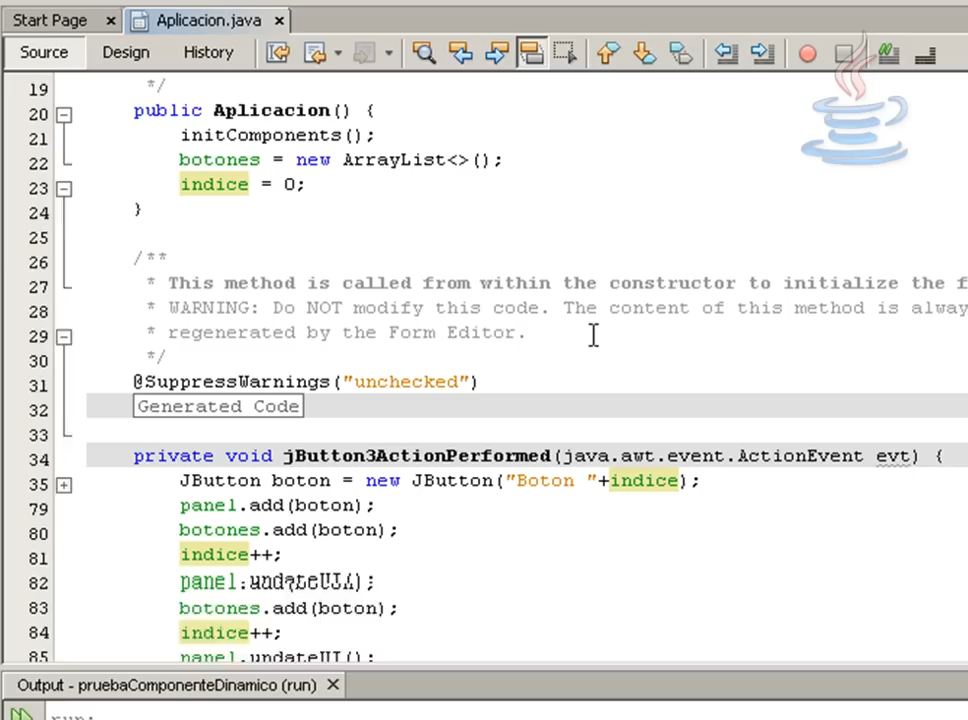 Start Page × Aplicacion.java ×
Source Design History
19 */
20 public Aplicacion() {
21 initComponents();
22 botones = new ArrayList<>();
23 indice = 0;
24 }
25
26 /**
27 * This method is called from within the constructor to initialize the f
28 * WARNING: Do NOT modify this code. The content of this method is alway
29 * regenerated by the Form Editor.
30 */
31 @SuppressWarnings("unchecked")
32 Generated Code
33
34 private void jButton3ActionPerformed(java.awt.event.ActionEvent evt) {
35 JButton boton = new JButton("Boton "+indice);
79 panel.add(boton);
80 botones.add(boton);
81 indice++;
82 panel.
83 botones.add(boton);
84 indice++;
85 panel.updateUI();
Output - pruebaComponenteDinamico (run) ×
run: